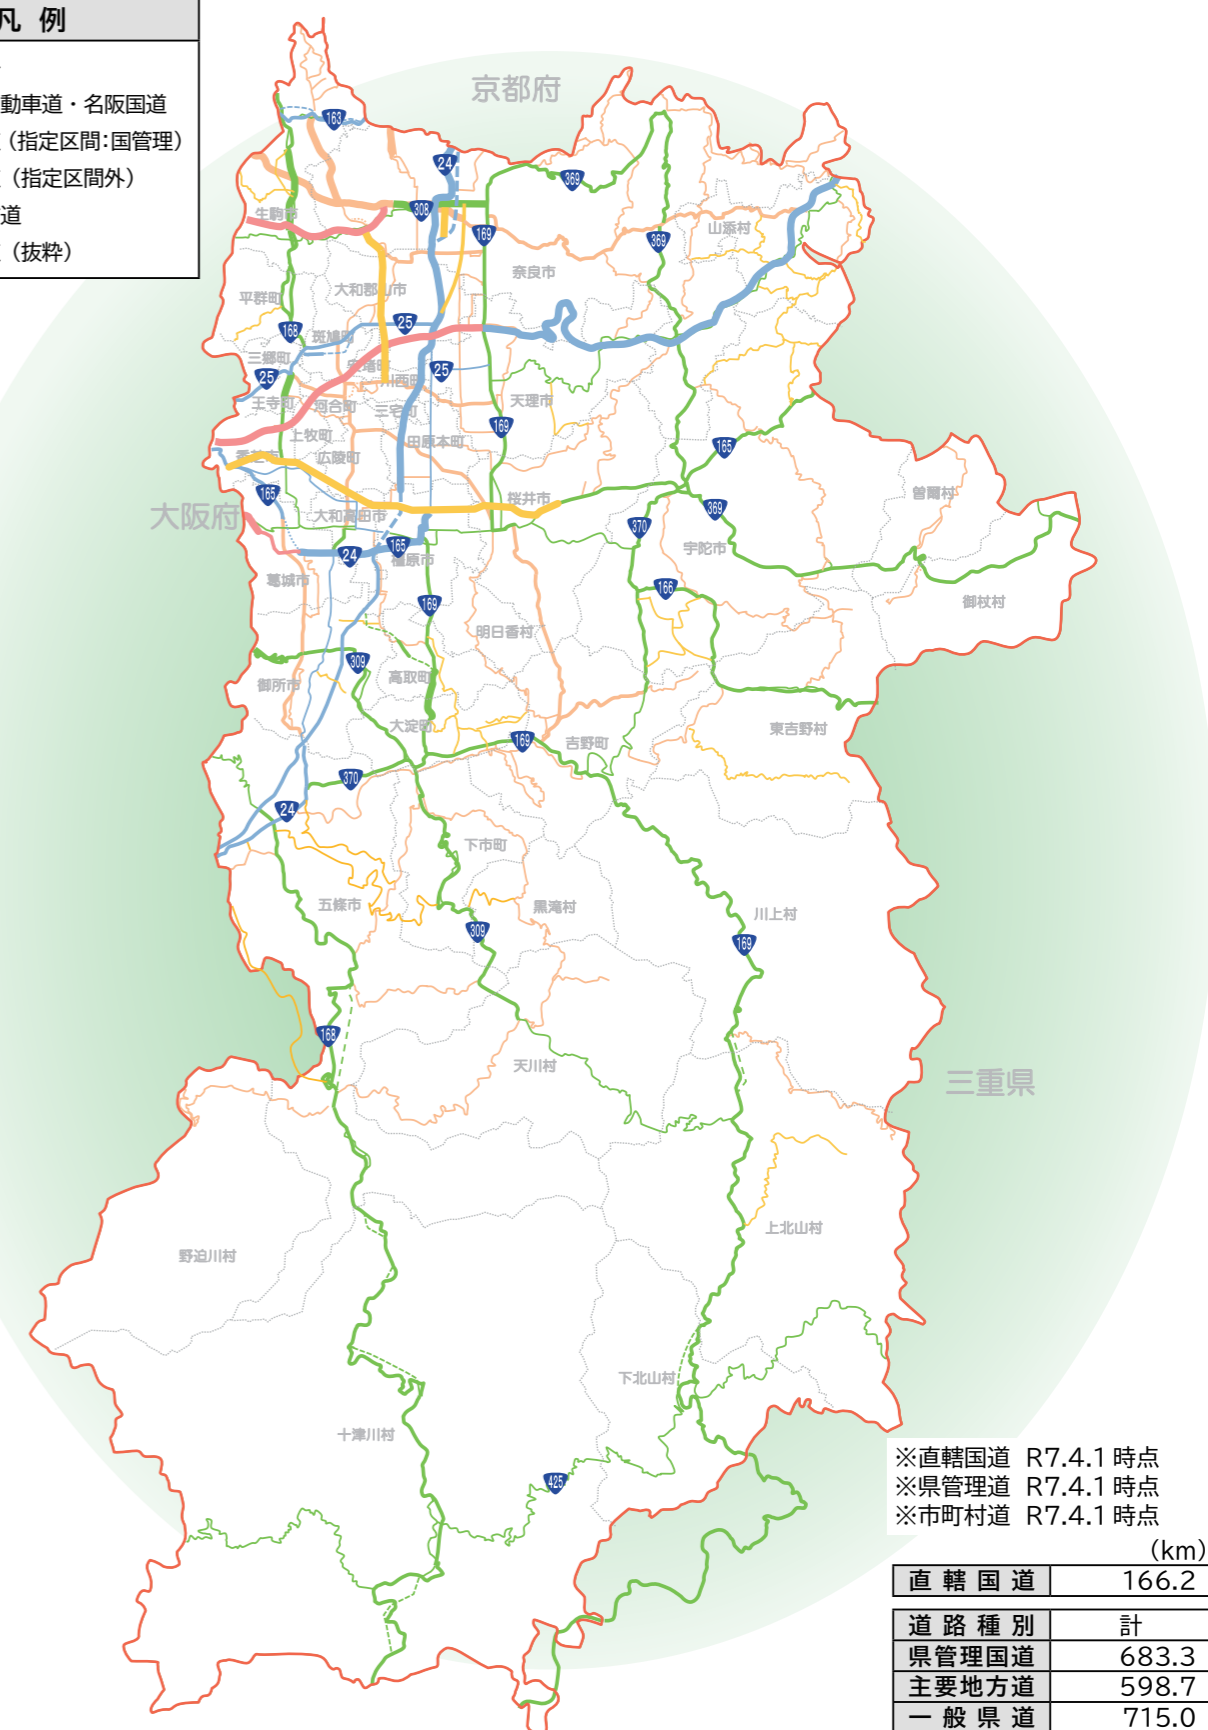 凡 例
動車道・名阪国道
(指定区間:国管理)
(指定区間外)
道
(抜粋)
京都府
163
24
369
生駒市
308
169
369
山添村
奈良市
平群町
大和郡山市
168
斑鳩町
25
三郷町
安堵町
25
25
川西町
王寺町
河合町
三宅町
天理市
169
上牧町
田原本町
165
香芝市
広陵町
165
曽爾村
大阪府
大和高田市
桜井市
369
370
宇陀市
24
165
橿原市
葛城市
166
169
御杖村
明日香村
309
御所市
高取町
大淀町
169
吉野町
東吉野村
370
24
下市町
五條市
黒滝村
川上村
309
169
168
天川村
三重県
上北山村
野迫川村
下北山村
十津川村
425
※直轄国道 R7.4.1 時点
※県管理道 R7.4.1 時点
※市町村道 R7.4.1 時点
(km)
直轄国道 166.2
道路種別 計
県管理国道 683.3
主要地方道 598.7
一般県道 715.0